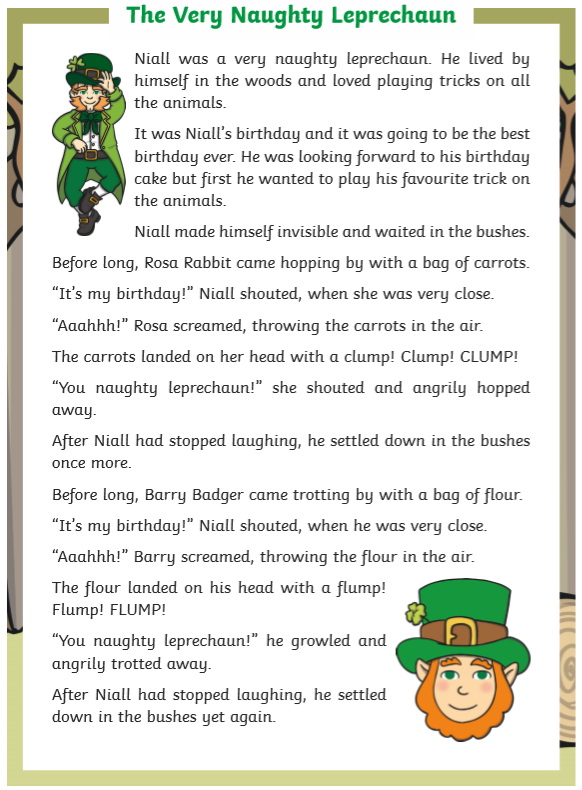 The Very Naughty Leprechaun
Niall was a very naughty leprechaun. He lived by
himself in the woods and loved playing tricks on all
the animals.
It was Niall's birthday and it was going to be the best
birthday ever. He was looking forward to his birthday
cake but first he wanted to play his favourite trick on
the animals.
Niall made himself invisible and waited in the bushes.
Before long, Rosa Rabbit came hopping by with a bag of carrots.
“It's my birthday!” Niall shouted, when she was very close.
“Aaahhh!” Rosa screamed, throwing the carrots in the air.
The carrots landed on her head with a clump! Clump! CLUMP!
“You naughty leprechaun!” she shouted and angrily hopped
away.
After Niall had stopped laughing, he settled down in the bushes
once more.
Before long, Barry Badger came trotting by with a bag of flour.
“It's my birthday!” Niall shouted, when he was very close.
“Aaahhh!” Barry screamed, throwing the flour in the air.
The flour landed on his head with a flump!
Flump! FLUMP!
“You naughty leprechaun!” he growled and
angrily trotted away.
After Niall had stopped laughing, he settled
down in the bushes yet again.